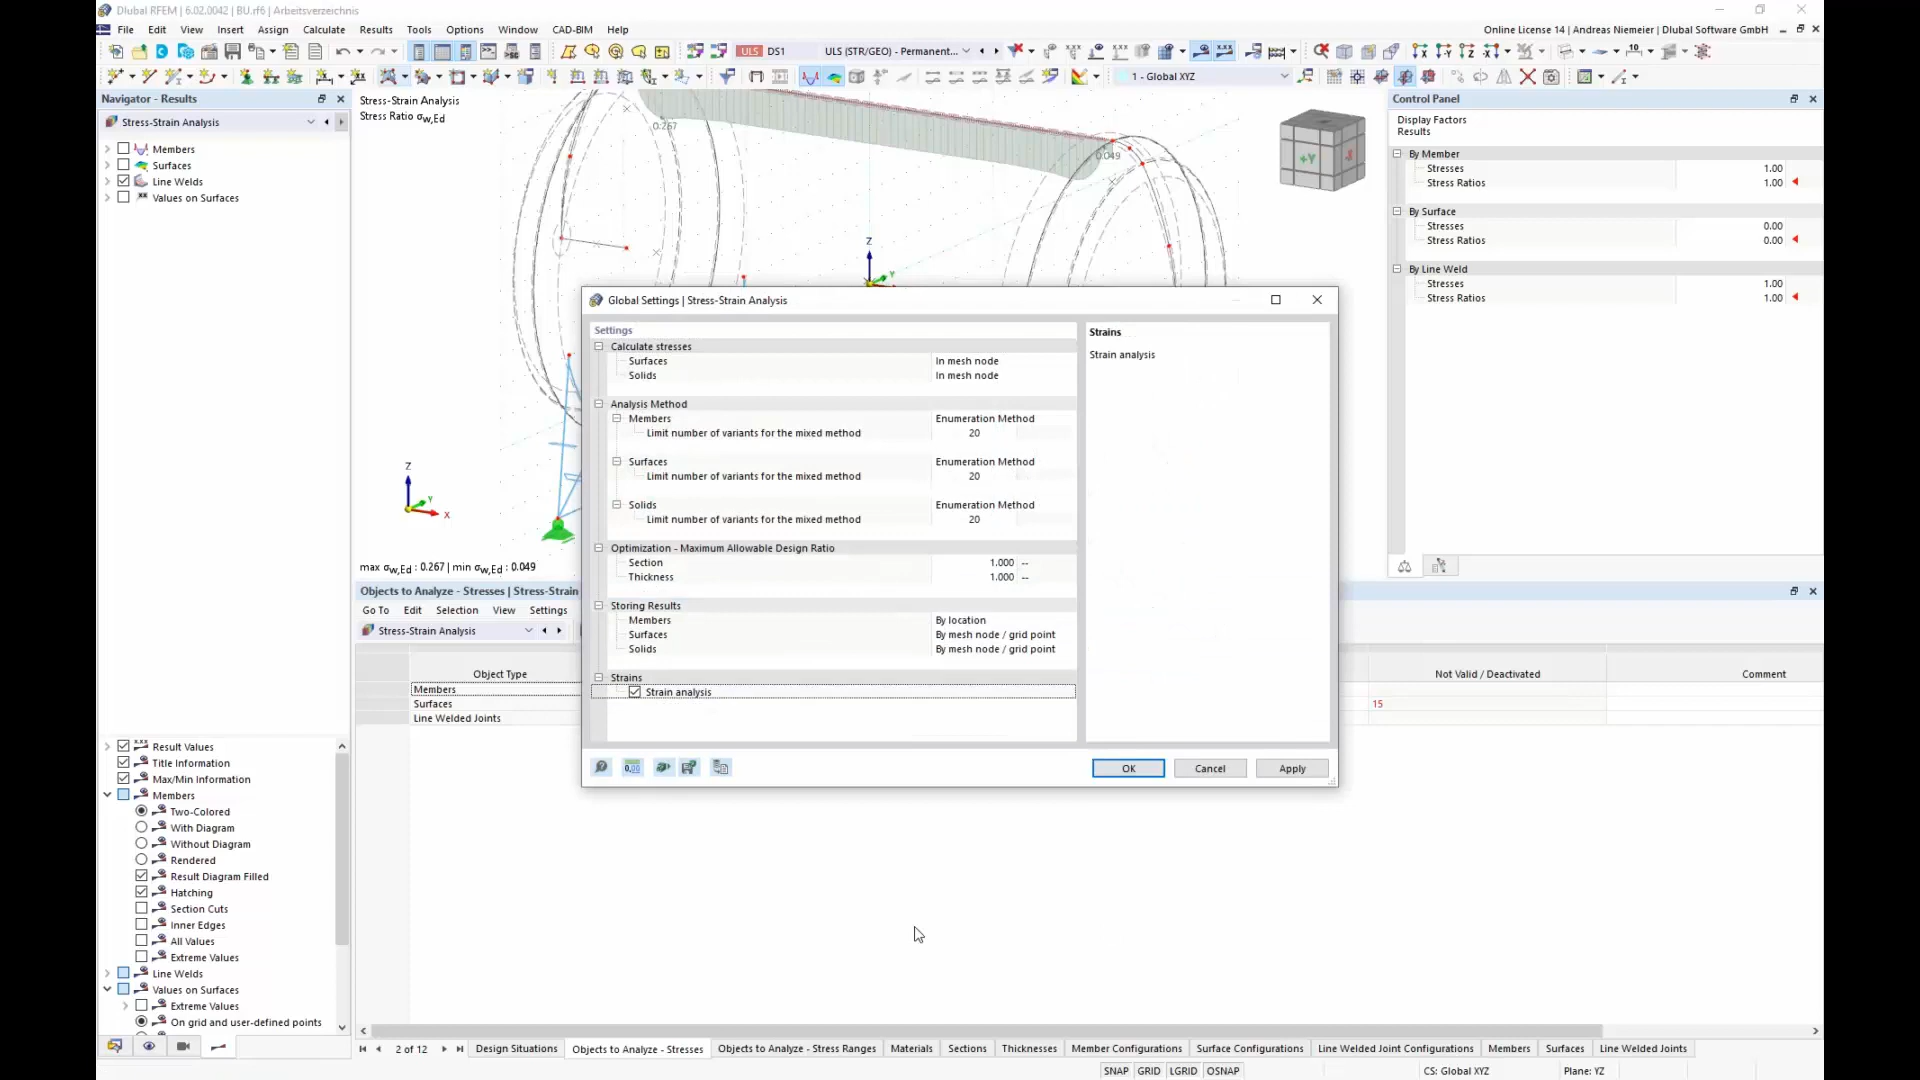 Dlubal RFEM | 6.02.0042 | BU.rf6 | Arbeitsverzeichnis
File Edit View Insert Assign Calculate Results Tools Options Window CAD-BIM Help
Online License 14 | Andreas Niemeier | Dlubal Software GmbH
ULS DS1 ULS (STR/GEO) - Permanent...
1 - Global XYZ
Navigator - Results
Stress-Strain Analysis
Members
Surfaces
Line Welds
Values on Surfaces
Result Values
Title Information
Max/Min Information
Members
Two-Colored
With Diagram
Without Diagram
Rendered
Result Diagram Filled
Hatching
Section Cuts
Inner Edges
All Values
Extreme Values
Line Welds
Values on Surfaces
Extreme Values
On grid and user-defined points
Stress-Strain Analysis
Stress Ratio σw,Ed
0.267
0.049
Z
Y
Z
Y
X
+Y
-X
max σw,Ed : 0.267 | min σw,Ed : 0.049
Control Panel
Display Factors
Results
By Member
Stresses 1.00
Stress Ratios 1.00
By Surface
Stresses 0.00
Stress Ratios 0.00
By Line Weld
Stresses 1.00
Stress Ratios 1.00
Global Settings | Stress-Strain Analysis
Settings
Calculate stresses
Surfaces In mesh node
Solids In mesh node
Analysis Method
Members Enumeration Method
Limit number of variants for the mixed method 20
Surfaces Enumeration Method
Limit number of variants for the mixed method 20
Solids Enumeration Method
Limit number of variants for the mixed method 20
Optimization - Maximum Allowable Design Ratio
Section 1.000 --
Thickness 1.000 --
Storing Results
Members By location
Surfaces By mesh node / grid point
Solids By mesh node / grid point
Strains
Strain analysis
Strains
Strain analysis
OK Cancel Apply
Objects to Analyze - Stresses | Stress-Strain
Go To Edit Selection View Settings
Stress-Strain Analysis
Object Type Not Valid / Deactivated Comment
Members
Surfaces 15
Line Welded Joints
2 of 12 Design Situations Objects to Analyze - Stresses Objects to Analyze - Stress Ranges Materials Sections Thicknesses Member Configurations Surface Configurations Line Welded Joint Configurations Members Surfaces Line Welded Joints
SNAP GRID LGRID OSNAP CS: Global XYZ Plane: YZ